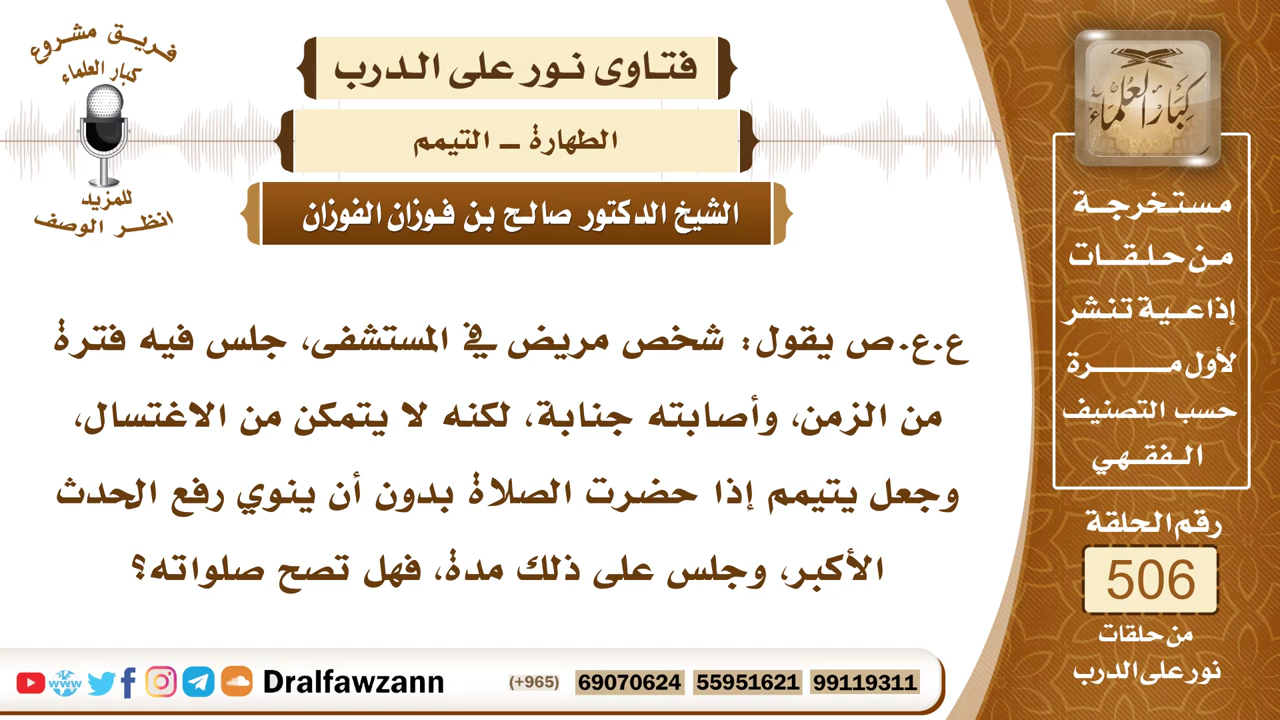 فريق مشروع
كبار العلماء
للمزيد
انظر الوصف
فتاوى نور على الدرب
الطهارة – التيمم
الشيخ الدكتور صالح بن فوزان الفوزان
ع.ع.ص يقول: شخص مريض في المستشفى، جلس فيه فترة
من الزمن، وأصابته جنابة، لكنه لا يتمكن من الاغتسال،
وجعل يتيمم إذا حضرت الصلاة بدون أن ينوي رفع الحدث
الأكبر، وجلس على ذلك مدة، فهل تصح صلواته؟
كبار العلماء
مستخرجة
من حلقات
إذاعية تنشر
لأول مرة
حسب التصنيف
الفقهي
رقم الحلقة
506
من حلقات
نور على الدرب
www Dralfawzann (+965) 69070624 55951621 99119311